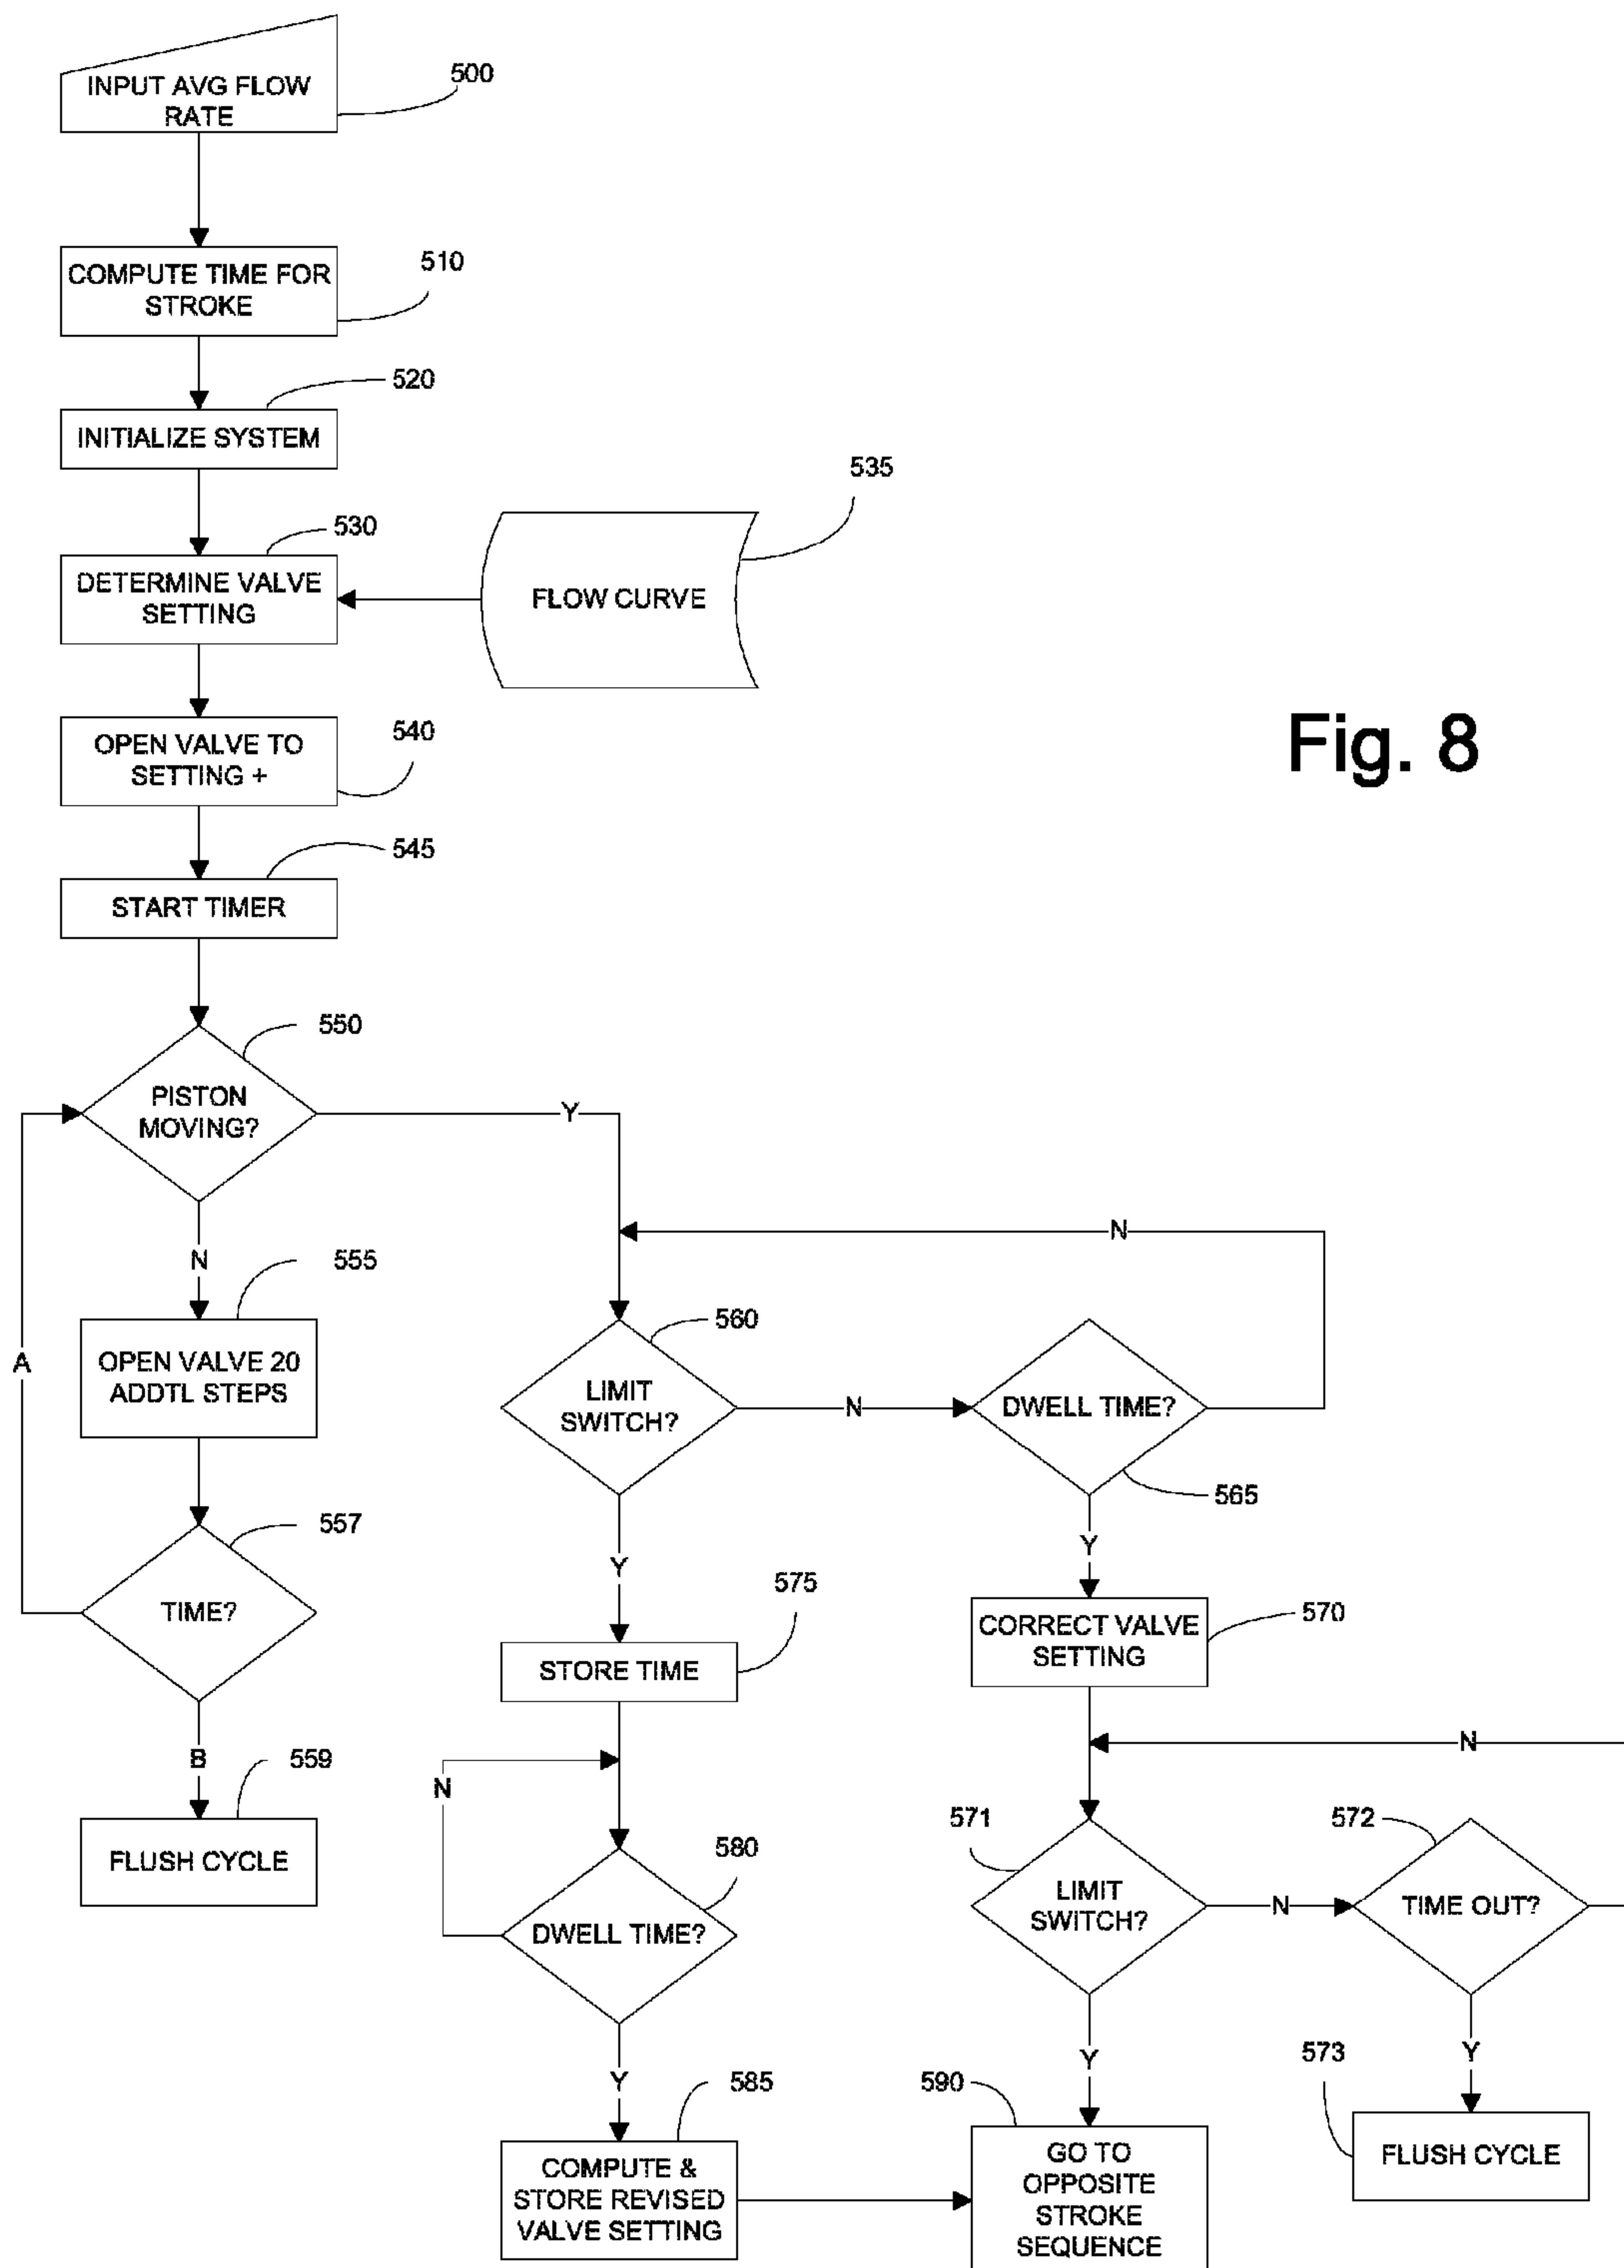 500
INPUT AVG FLOW
RATE
510
COMPUTE TIME FOR
STROKE
520
INITIALIZE SYSTEM
535
530
DETERMINE VALVE
SETTING
FLOW CURVE
Fig. 8
540
OPEN VALVE TO
SETTING +
545
START TIMER
550
PISTON
MOVING?
Y
N
N
555
560
A
OPEN VALVE 20
ADDTL STEPS
LIMIT
SWITCH?
N
DWELL TIME?
565
557
Y
Y
575
TIME?
CORRECT VALVE
SETTING
570
STORE TIME
B
559
N
N
571
572
580
FLUSH CYCLE
LIMIT
SWITCH?
N
TIME OUT?
DWELL TIME?
Y
Y
Y
573
585
590
COMPUTE &
STORE REVISED
VALVE SETTING
GO TO
OPPOSITE
STROKE
SEQUENCE
FLUSH CYCLE